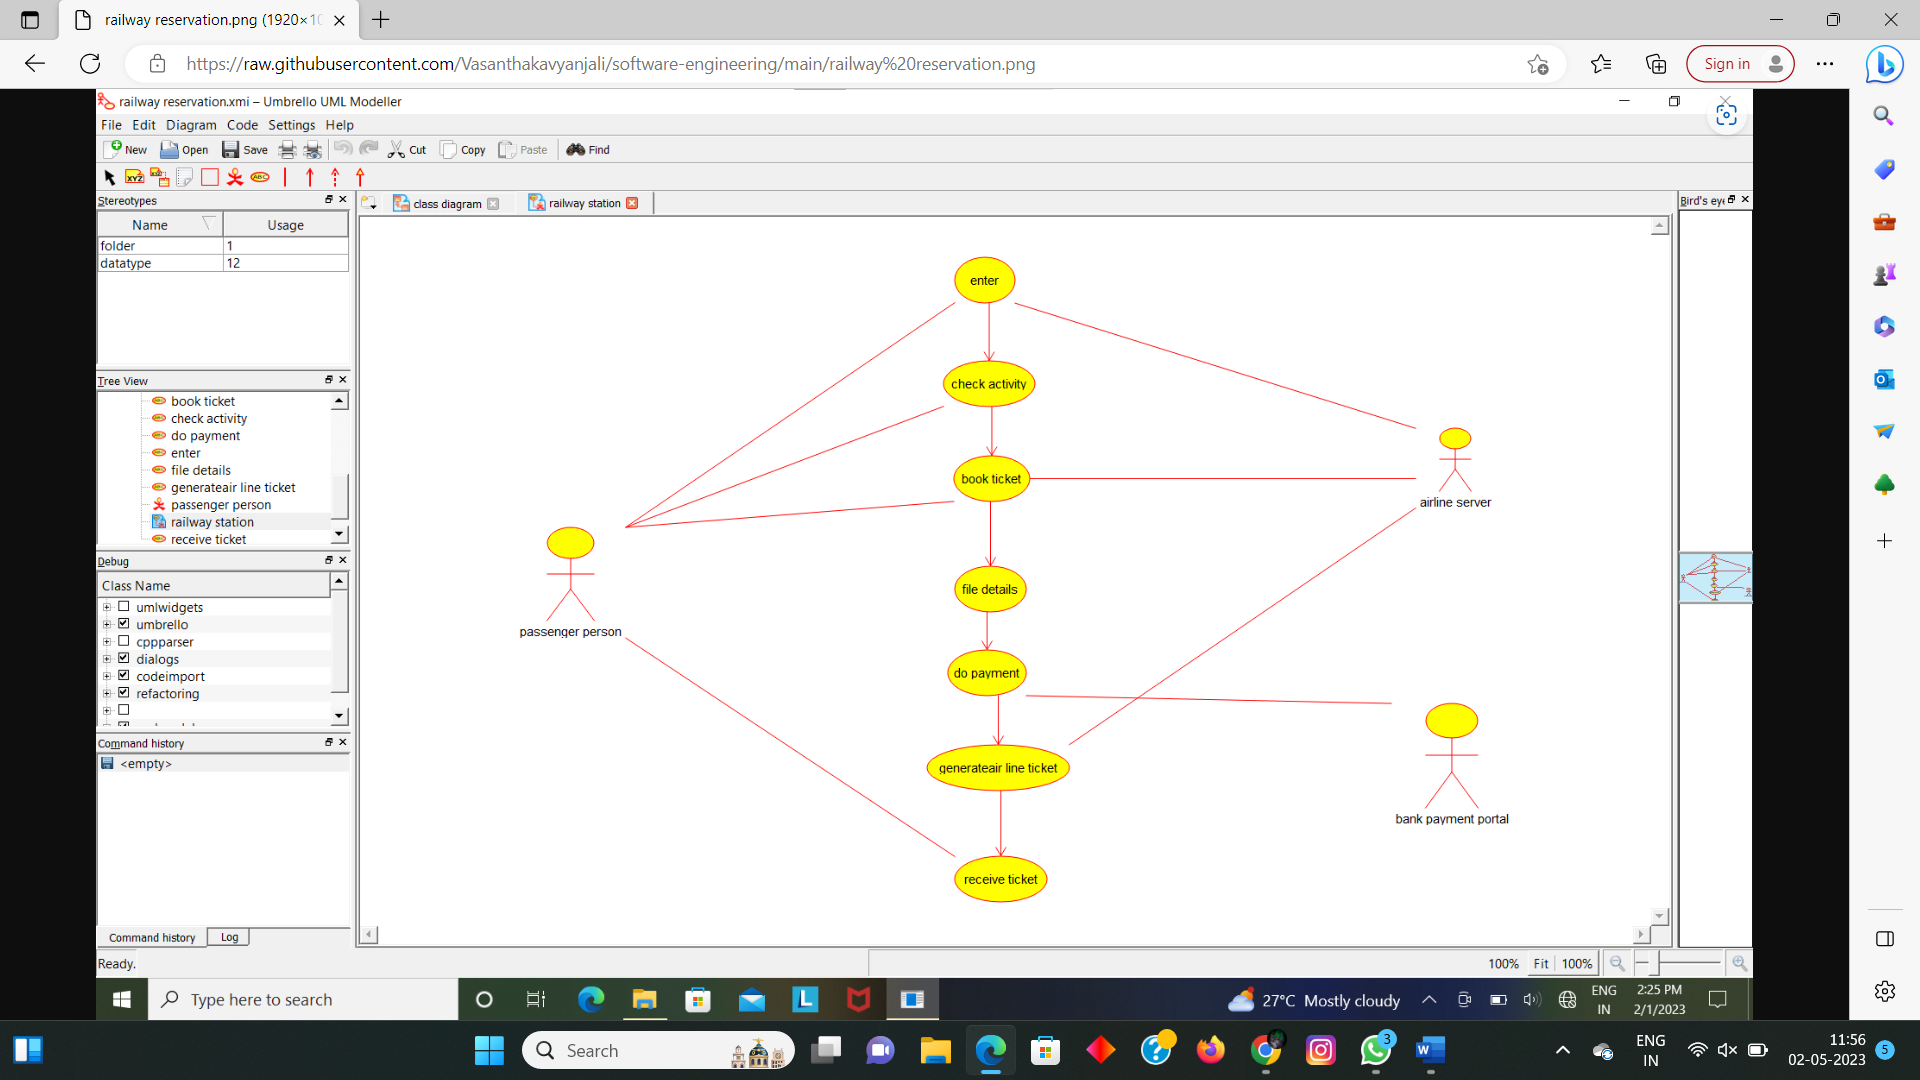 railway reservation.png (1920×10
https://raw.githubusercontent.com/Vasanthakavyanjali/software-engineering/main/railway%20reservation.png
Sign in
railway reservation.xmi – Umbrello UML Modeller
File Edit Diagram Code Settings Help
New Open Save Cut Copy Paste Find
XYZ ABC
Stereotypes
Name Usage
folder 1
datatype 12
Tree View
book ticket
check activity
do payment
enter
file details
generateair line ticket
passenger person
railway station
receive ticket
Debug
Class Name
umlwidgets
umbrello
cppparser
dialogs
codeimport
refactoring
Command history
<empty>
Command history Log
Ready.
class diagram railway station
Bird's eye
enter
check activity
book ticket
file details
do payment
generateair line ticket
receive ticket
passenger person
airline server
bank payment portal
100% Fit 100%
Type here to search
L
27°C Mostly cloudy
ENG
IN
2:25 PM
2/1/2023
Search
3
W
ENG
IN
11:56
02-05-2023
5